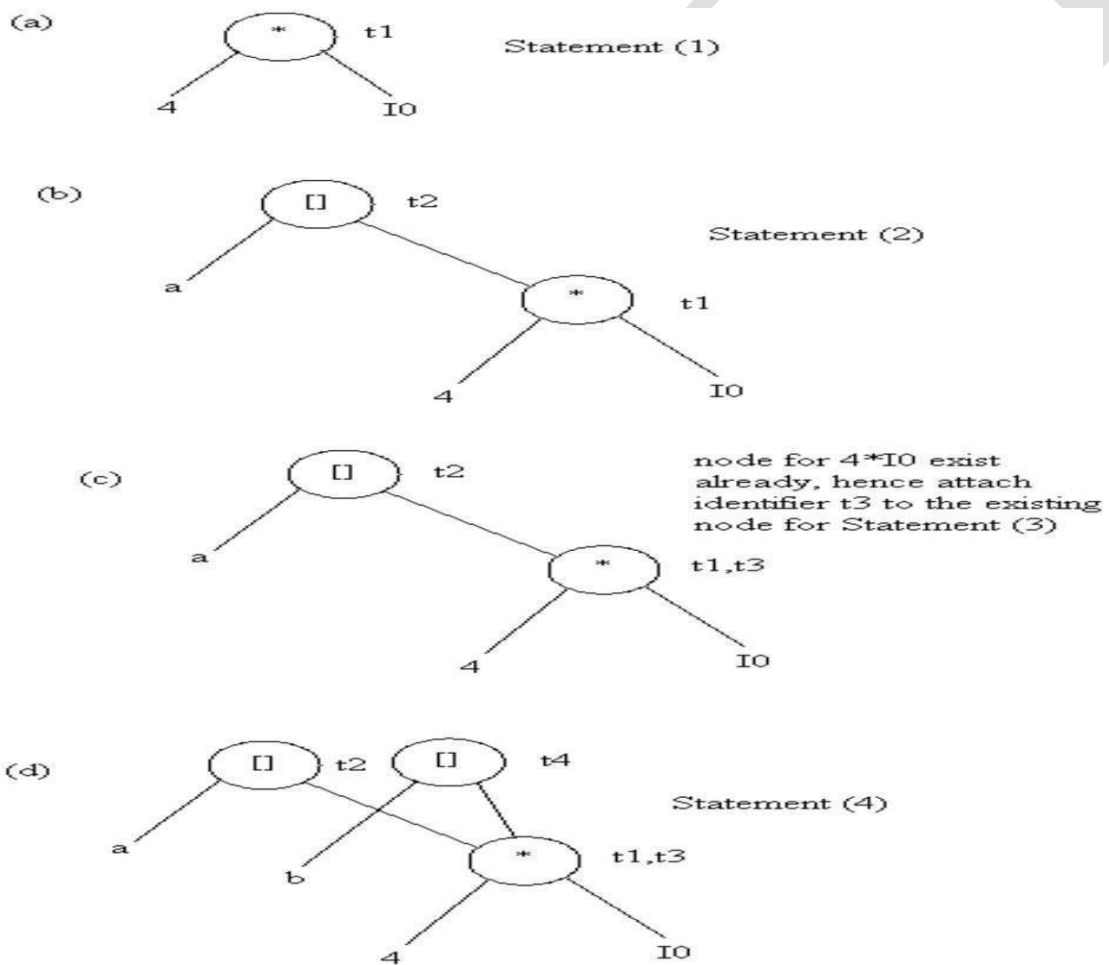 (a)
* t1
Statement (1)
4 I0
(b)
[] t2
Statement (2)
a
* t1
4 I0
(c)
[] t2
node for 4*I0 exist
already, hence attach
identifier t3 to the existing
node for Statement (3)
a
* t1,t3
4 I0
(d)
[] t2 [] t4
Statement (4)
a
* t1,t3
b
4 I0